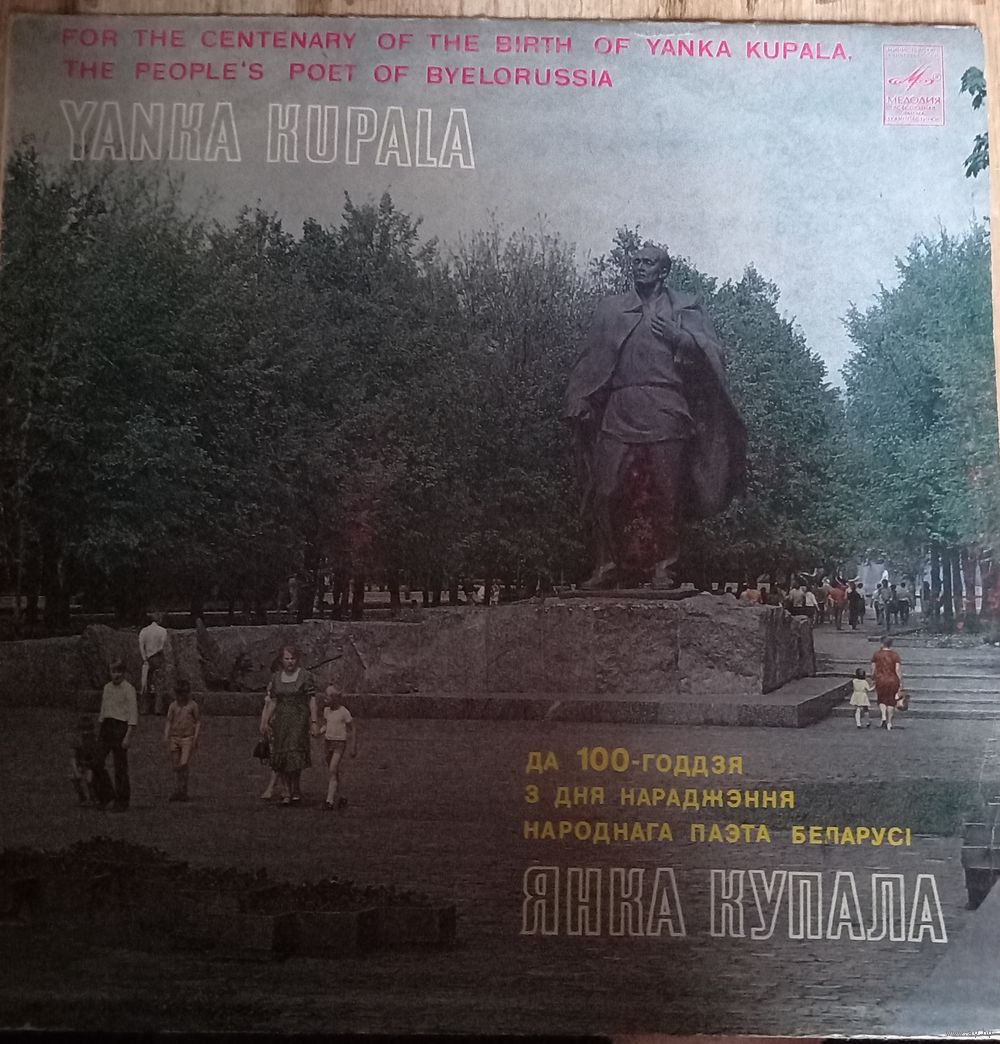 FOR THE CENTENARY OF THE BIRTH OF YANKA KUPALA,
THE PEOPLE'S POET OF BYELORUSSIA
YANKA KUPALA
МЕЛОДИЯ
ДА 100-ГОДДЗЯ
З ДНЯ НАРАДЖЭННЯ
НАРОДНАГА ПАЭТА БЕЛАРУСІ
ЯНКА КУПАЛА